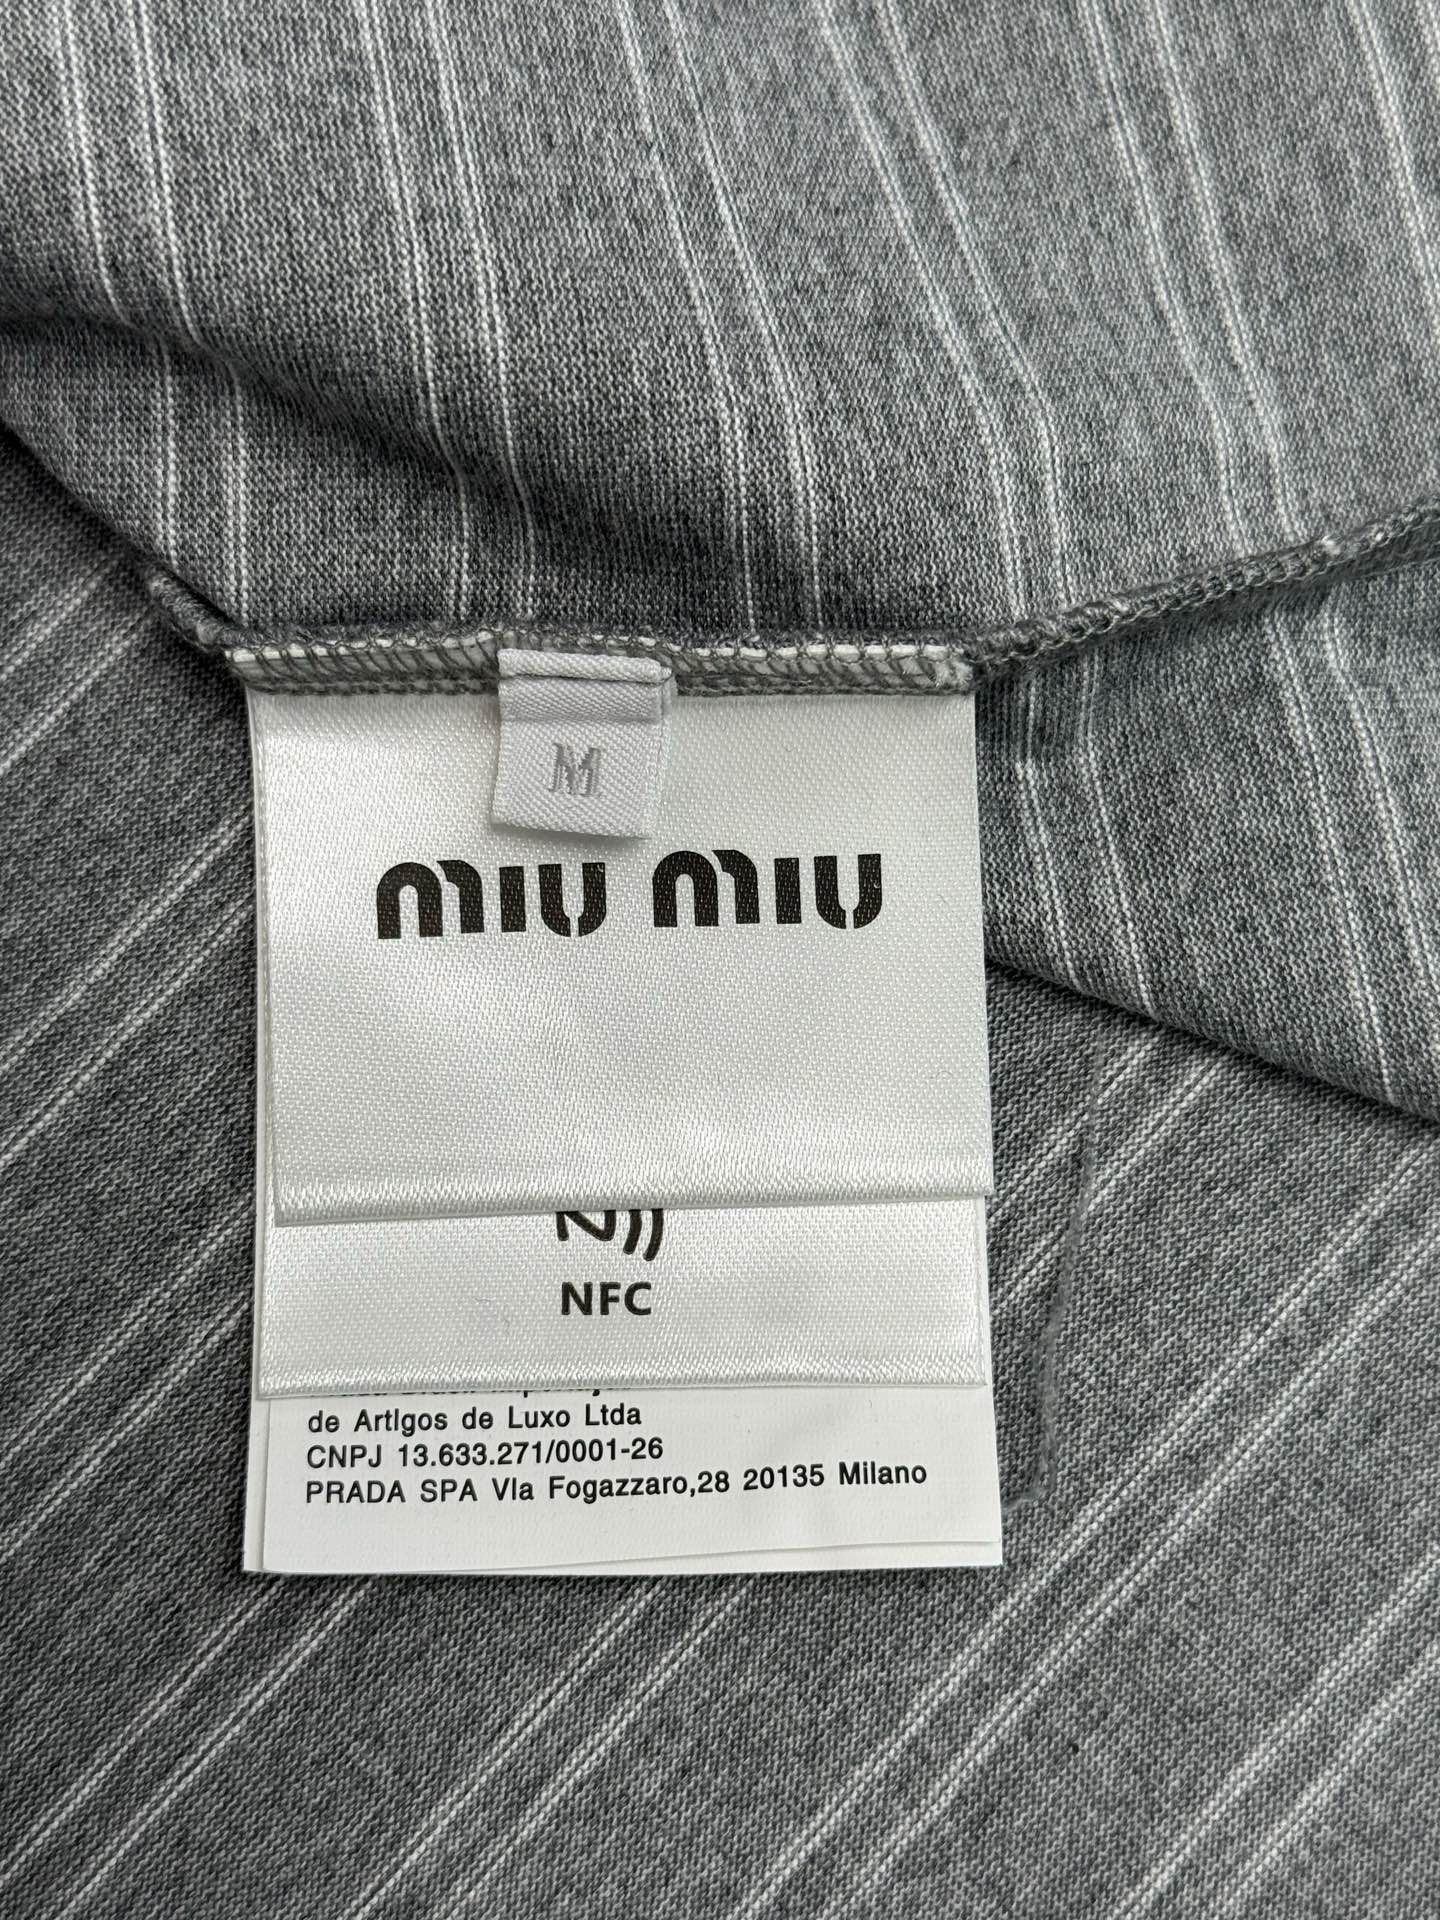 M
miu miu
NFC
de ArtIgos de Luxo Ltda
CNPJ 13.633.271/0001-26
PRADA SPA VIa Fogazzaro,28 20135 Milano